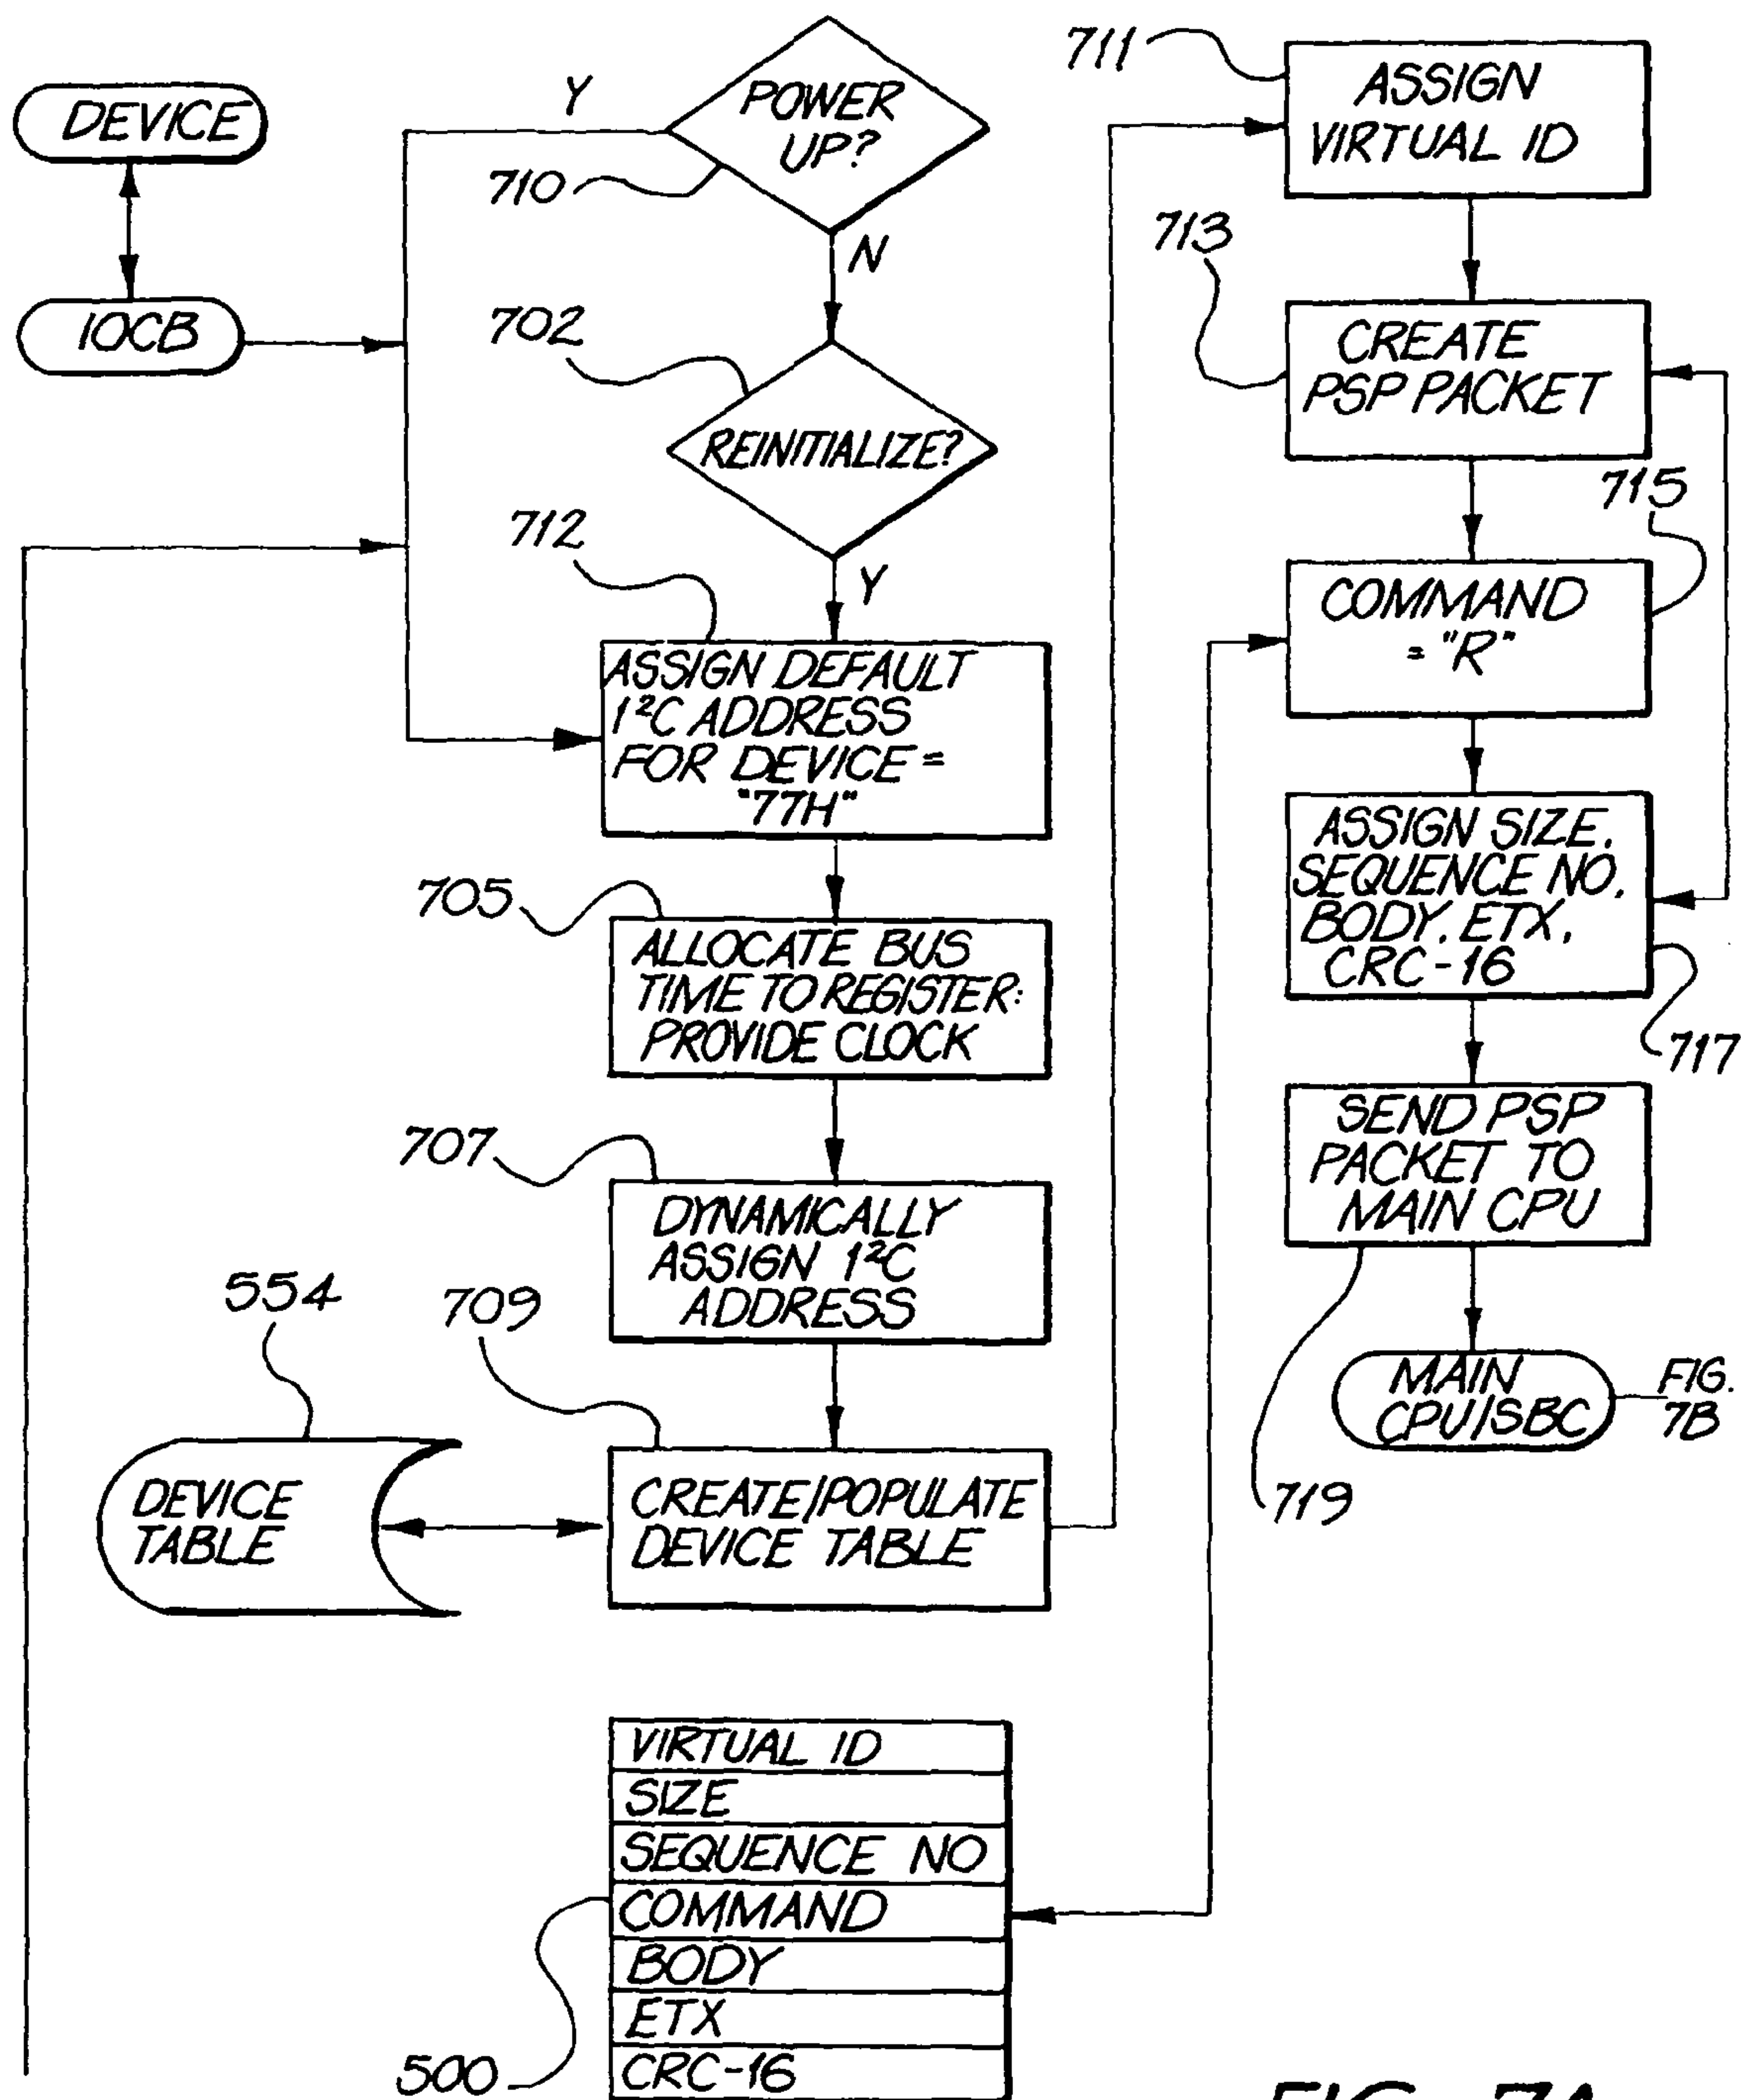 DEVICE
IOCB
Y
POWER
UP?
710
N
702
REINITIALIZE?
712
Y
ASSIGN DEFAULT
I²C ADDRESS
FOR DEVICE =
"77H"
705
ALLOCATE BUS
TIME TO REGISTER:
PROVIDE CLOCK
707
DYNAMICALLY
ASSIGN I²C
ADDRESS
554
709
DEVICE
TABLE
CREATE/POPULATE
DEVICE TABLE
VIRTUAL ID
SIZE
SEQUENCE NO
COMMAND
BODY
ETX
CRC-16
500
711
ASSIGN
VIRTUAL ID
713
CREATE
PSP PACKET
715
COMMAND
= "R"
ASSIGN SIZE,
SEQUENCE NO,
BODY, ETX,
CRC-16
717
SEND PSP
PACKET TO
MAIN CPU
MAIN
CPU/SBC
FIG.
7B
719
FIG. 7A